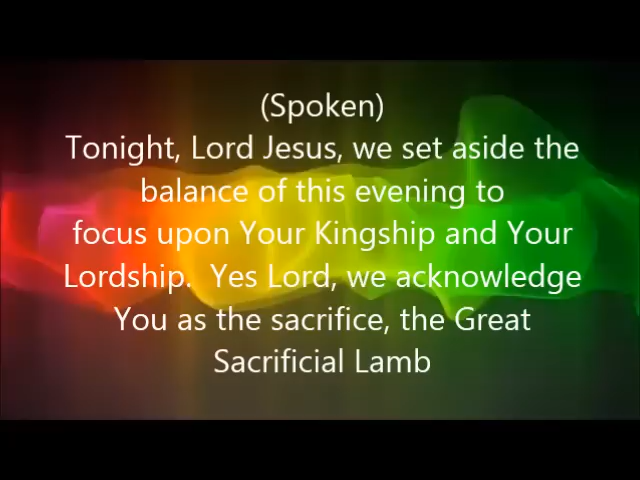 (Spoken)
Tonight, Lord Jesus, we set aside the
balance of this evening to
focus upon Your Kingship and Your
Lordship.  Yes Lord, we acknowledge
You as the sacrifice, the Great
Sacrificial Lamb